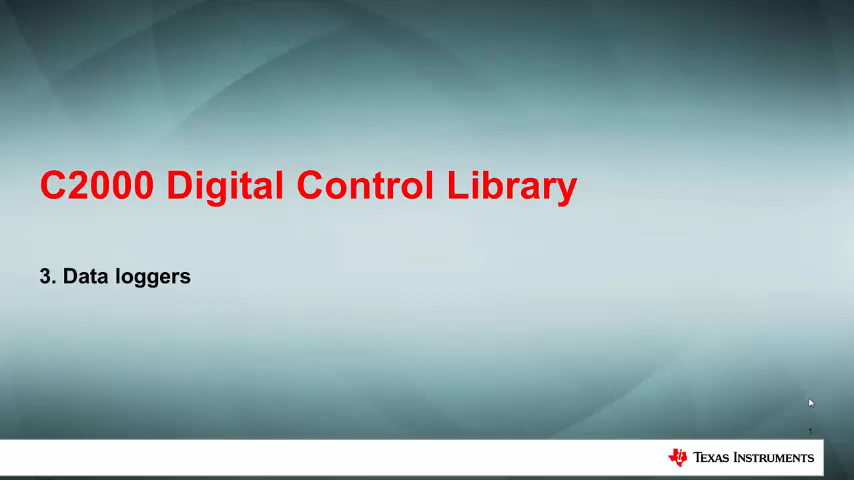 C2000 Digital Control Library
3. Data loggers
1
TEXAS INSTRUMENTS